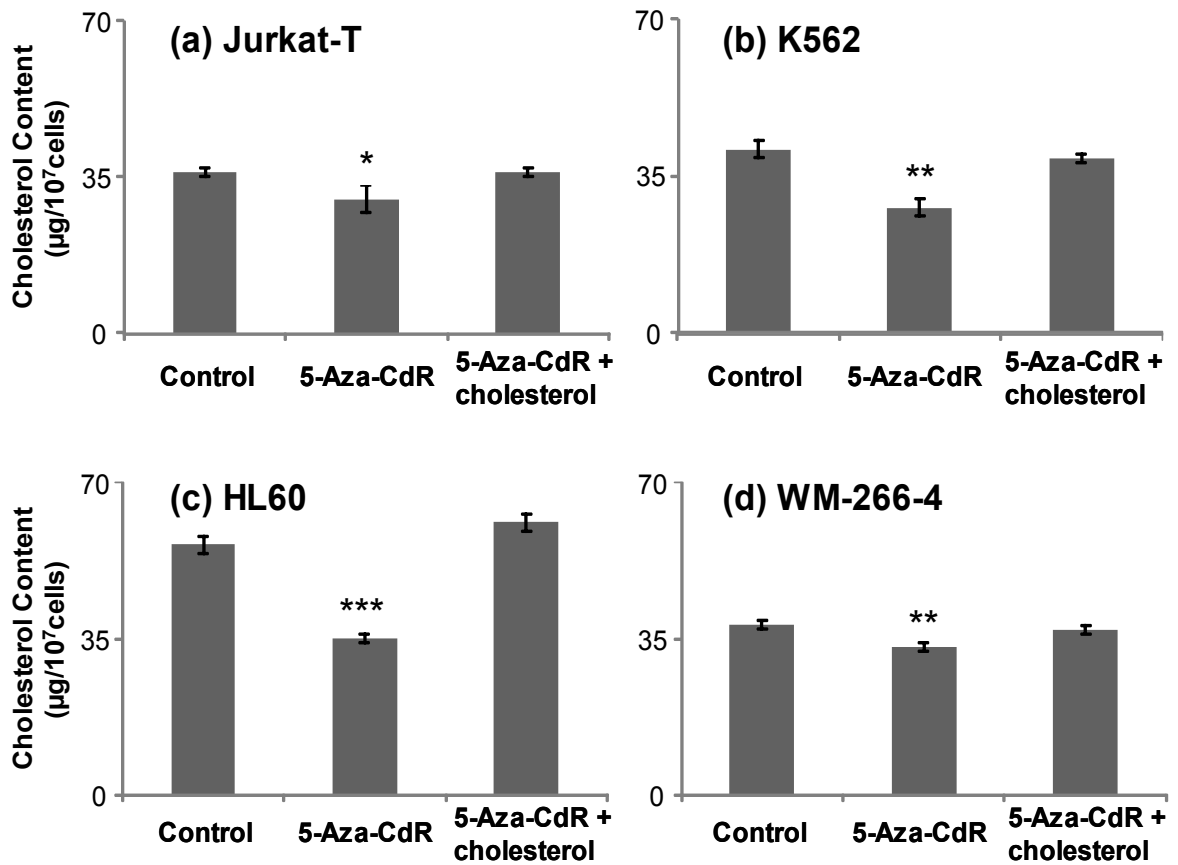 Cholesterol Content
(µg/10⁷cells)
70
35
0
(a) Jurkat-T
*
Control
5-Aza-CdR
5-Aza-CdR +
cholesterol
70
35
0
(b) K562
**
Control
5-Aza-CdR
5-Aza-CdR +
cholesterol
Cholesterol Content
(µg/10⁷cells)
70
35
0
(c) HL60
***
Control
5-Aza-CdR
5-Aza-CdR +
cholesterol
70
35
0
(d) WM-266-4
**
Control
5-Aza-CdR
5-Aza-CdR +
cholesterol